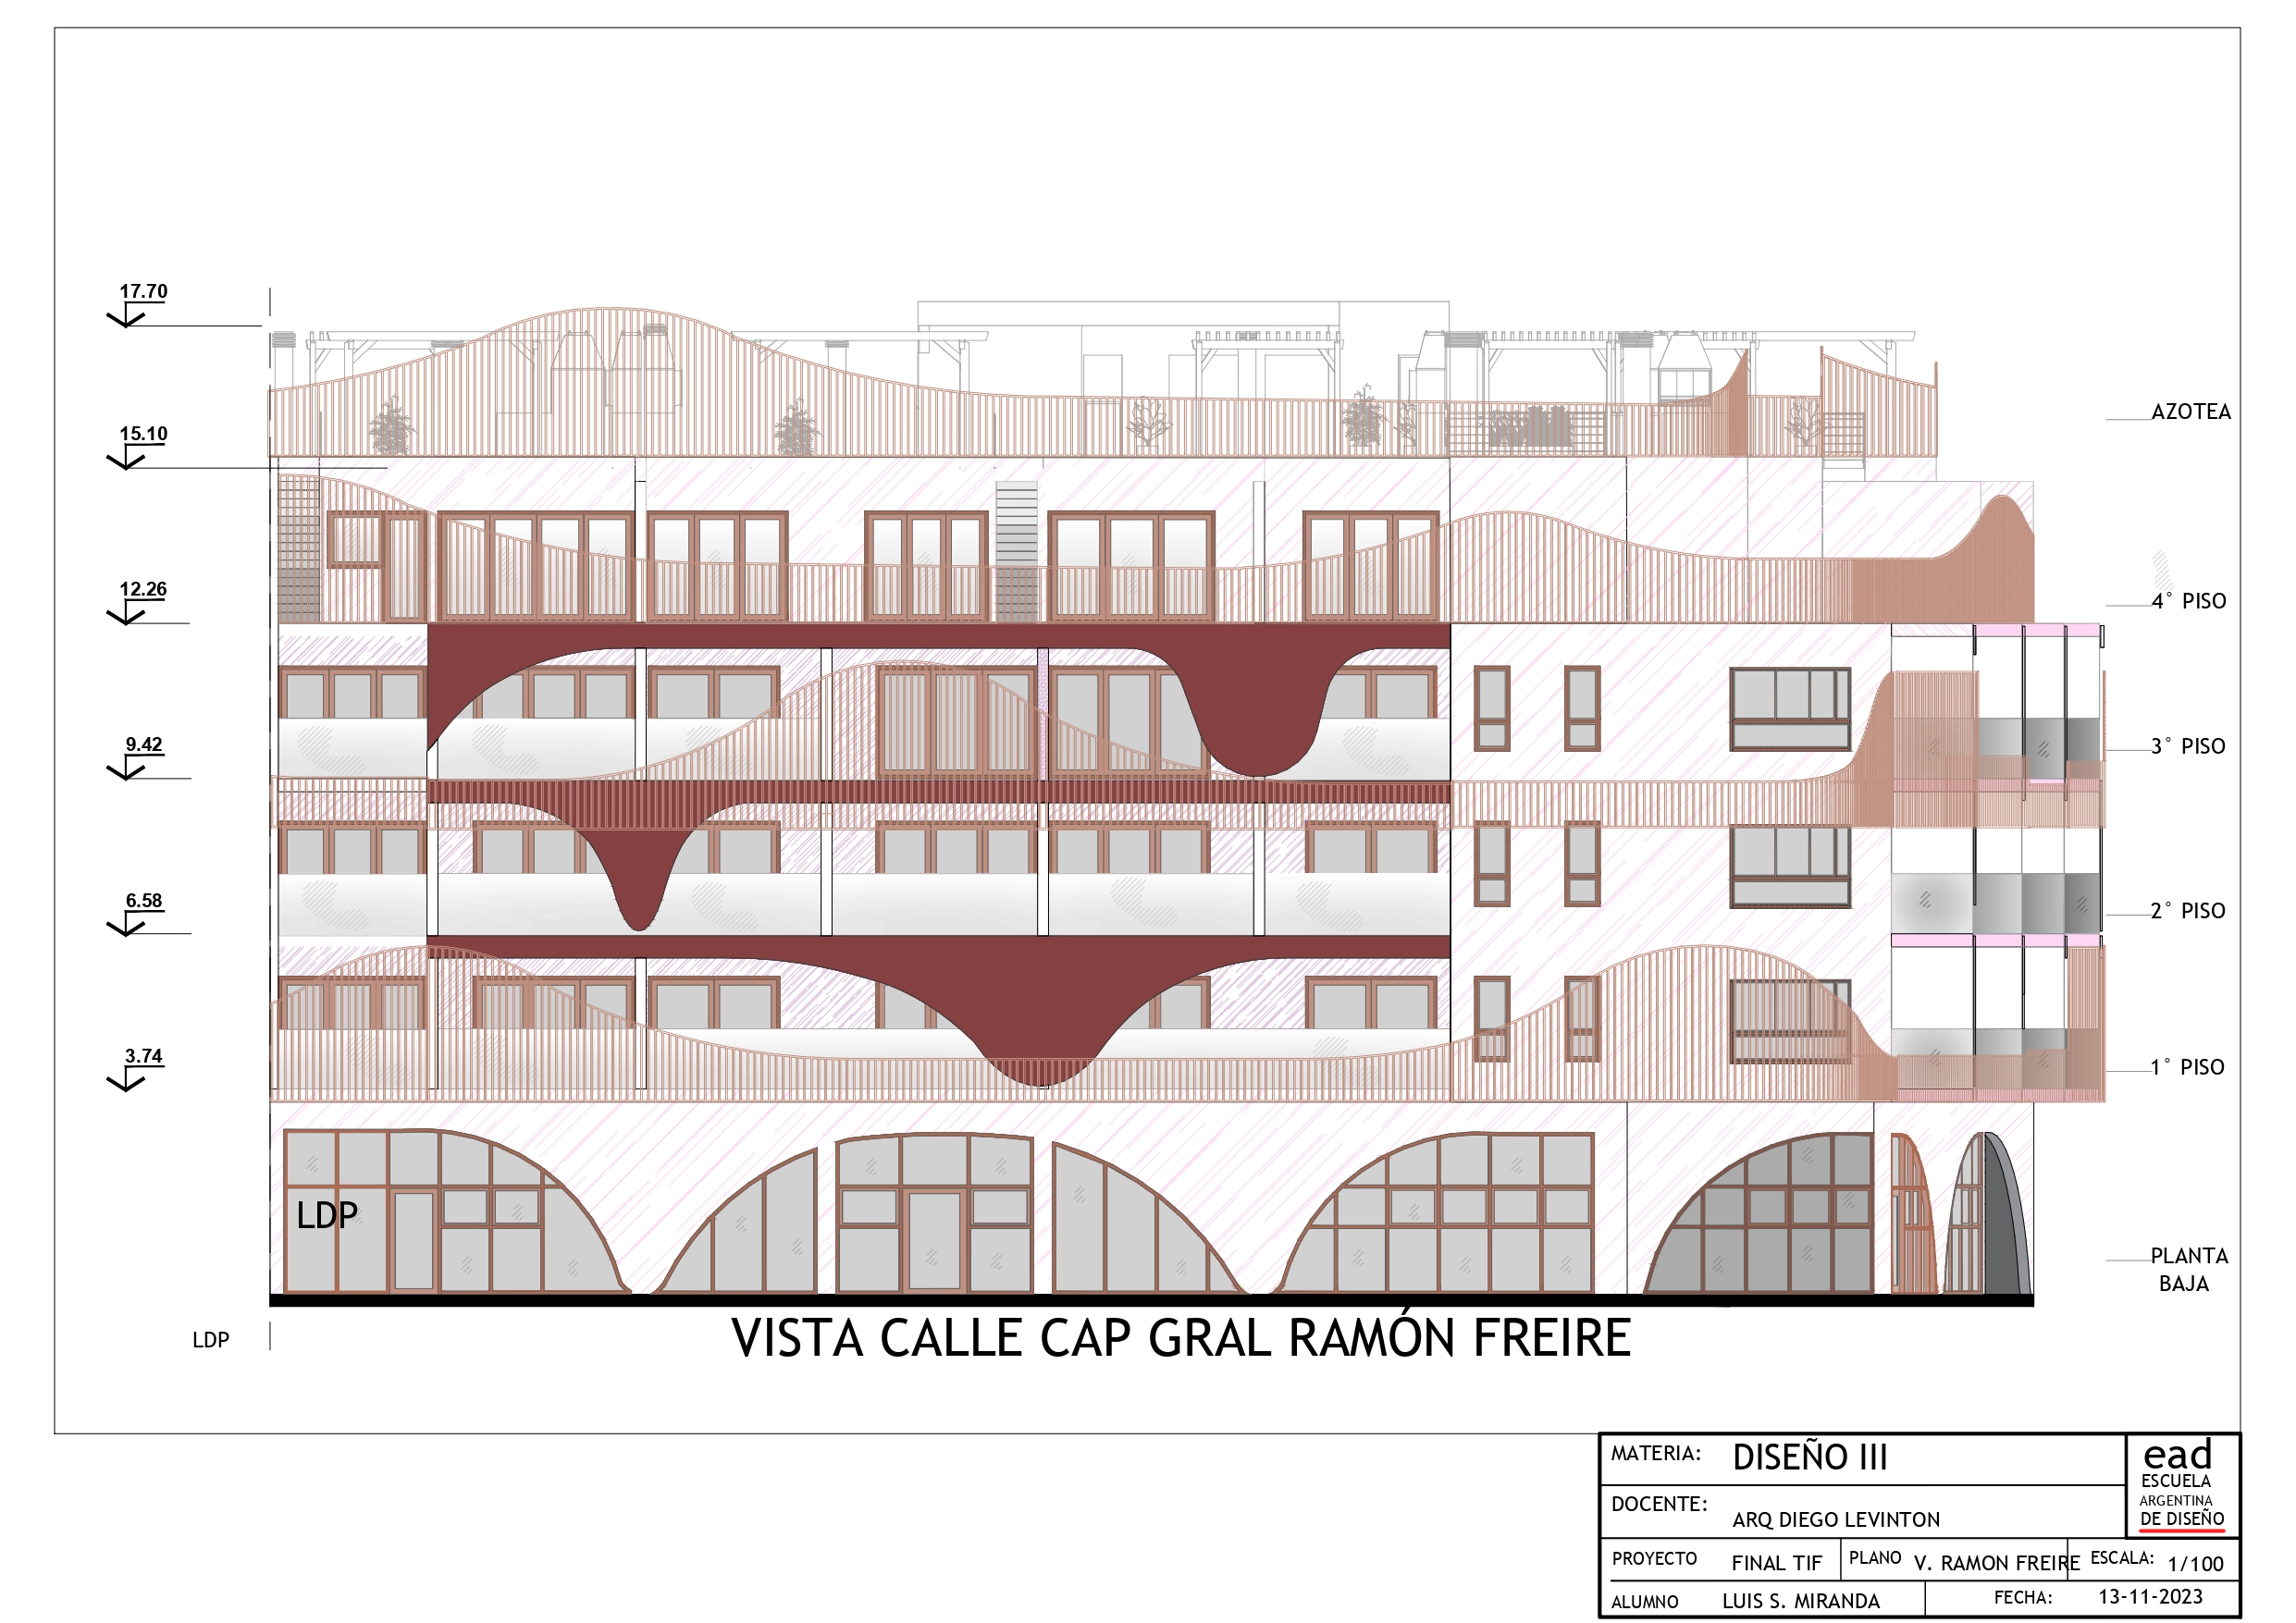 17.70
15.10
AZOTEA
12.26
4° PISO
9.42
3° PISO
6.58
2° PISO
3.74
1° PISO
LDP
PLANTA
BAJA
LDP
VISTA CALLE CAP GRAL RAMÓN FREIRE
MATERIA: DISEÑO III
ead
ESCUELA
ARGENTINA
DE DISEÑO
DOCENTE: ARQ DIEGO LEVINTON
PROYECTO FINAL TIF PLANO V. RAMON FREIRE ESCALA: 1/100
ALUMNO LUIS S. MIRANDA FECHA: 13-11-2023